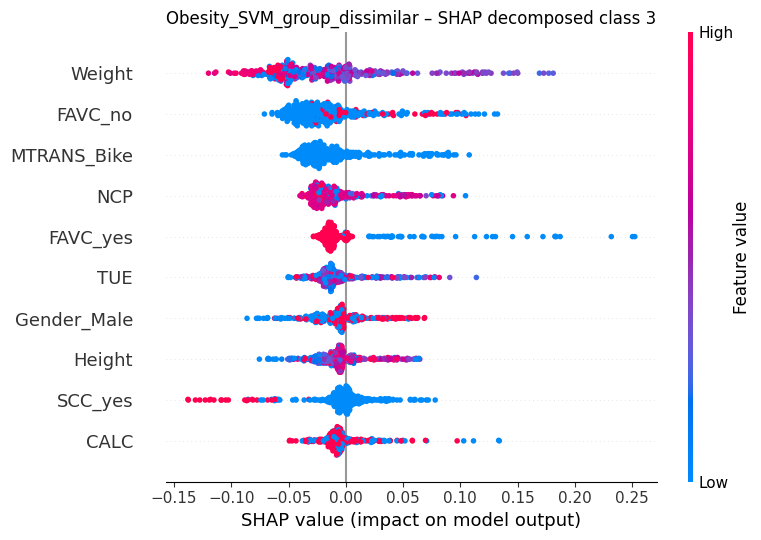 Obesity_SVM_group_dissimilar – SHAP decomposed class 3
High
Weight
FAVC_no
MTRANS_Bike
NCP
FAVC_yes
TUE
Gender_Male
Height
SCC_yes
CALC
Feature value
Low
−0.15 −0.10 −0.05 0.00 0.05 0.10 0.15 0.20 0.25
SHAP value (impact on model output)